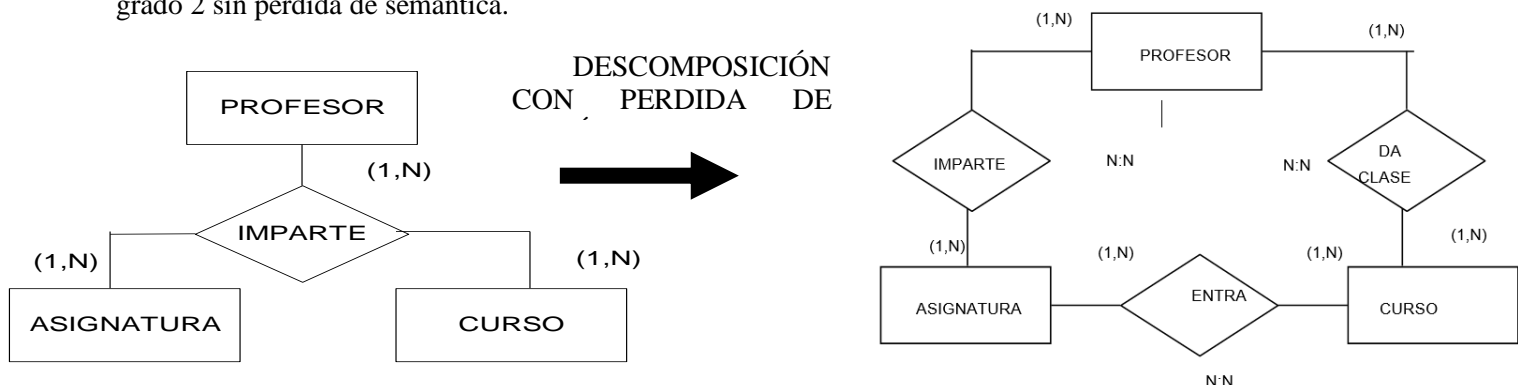 grado 2 sin perdida de semántica.
DESCOMPOSICIÓN
CON PERDIDA DE
PROFESOR
(1,N)
IMPARTE
(1,N)
(1,N)
ASIGNATURA
CURSO
(1,N)
PROFESOR
(1,N)
IMPARTE
N:N
N:N
DA
CLASE
(1,N)
(1,N)
(1,N)
(1,N)
ASIGNATURA
ENTRA
CURSO
N:N